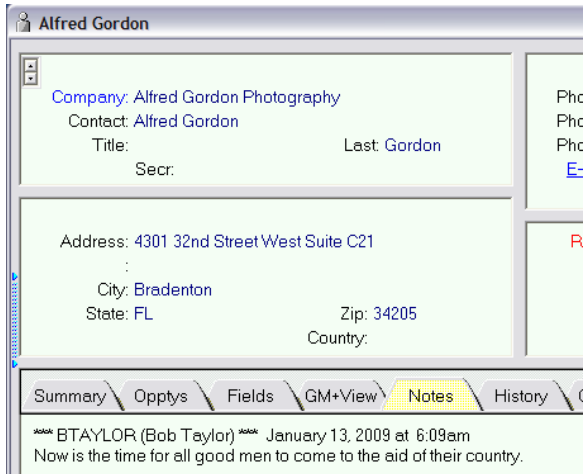 Alfred Gordon
Company: Alfred Gordon Photography
Contact: Alfred Gordon
Title: Last: Gordon
Secr:
Pho
Pho
Pho
E-
Address: 4301 32nd Street West Suite C21
:
City: Bradenton
State: FL Zip: 34205
Country:
R
Summary Opptys Fields GM+View Notes History
*** BTAYLOR (Bob Taylor) *** January 13, 2009 at 6:09am
Now is the time for all good men to come to the aid of their country.